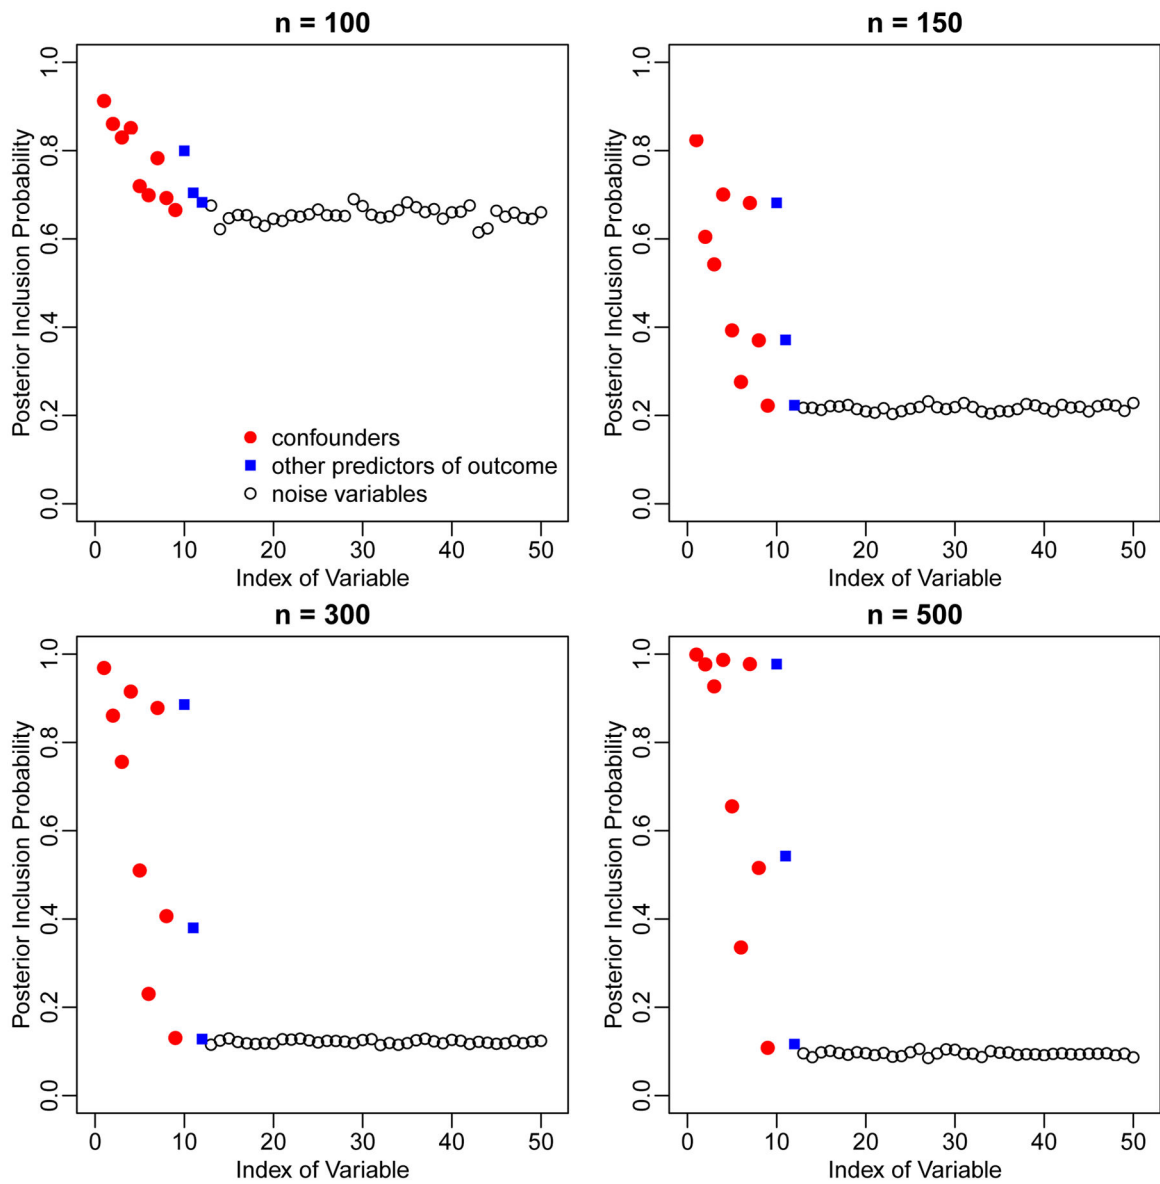 n = 100
Posterior Inclusion Probability
1.0
0.8
0.6
0.4
0.2
0.0
confounders
other predictors of outcome
noise variables
0 10 20 30 40 50
Index of Variable
n = 150
Posterior Inclusion Probability
1.0
0.8
0.6
0.4
0.2
0.0
0 10 20 30 40 50
Index of Variable
n = 300
Posterior Inclusion Probability
1.0
0.8
0.6
0.4
0.2
0.0
0 10 20 30 40 50
Index of Variable
n = 500
Posterior Inclusion Probability
1.0
0.8
0.6
0.4
0.2
0.0
0 10 20 30 40 50
Index of Variable